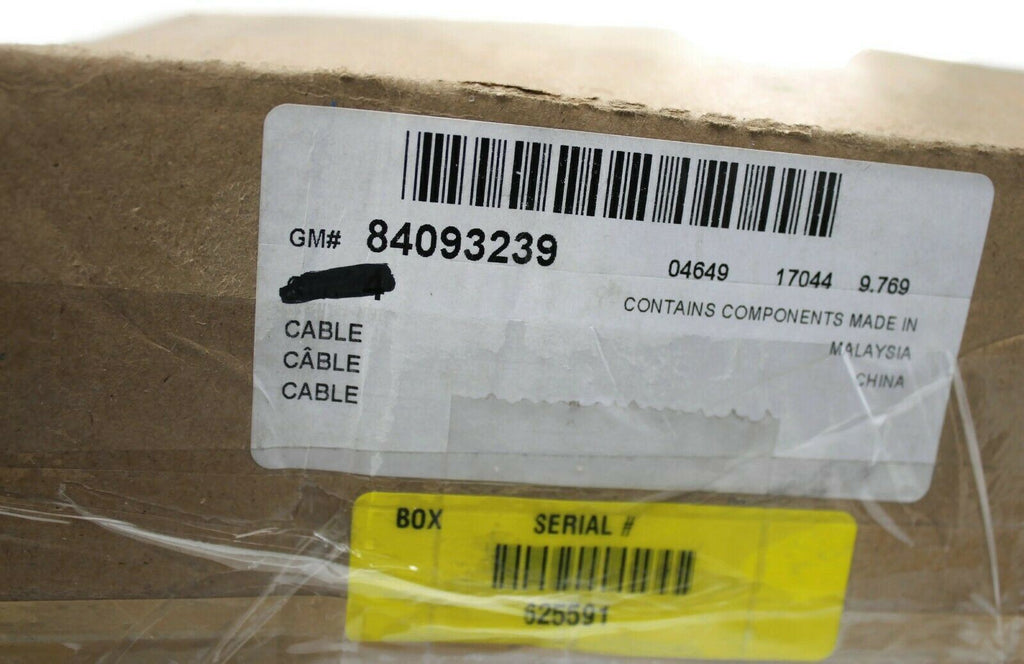 GM# 84093239
04649 17044 9.769
CONTAINS COMPONENTS MADE IN
MALAYSIA
CHINA
CABLE
CÂBLE
CABLE
BOX SERIAL #
625591